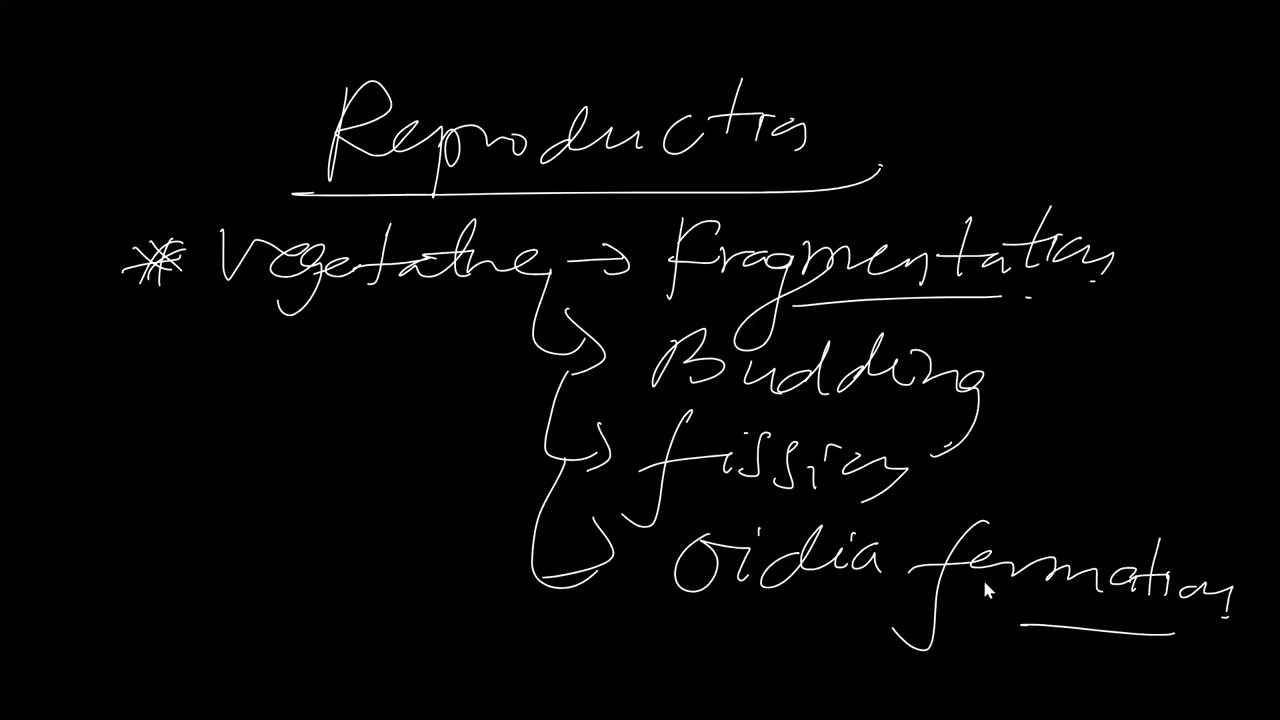 Reproduction
* Vegetative → Fragmentation
Budding
fission
Oidia formation